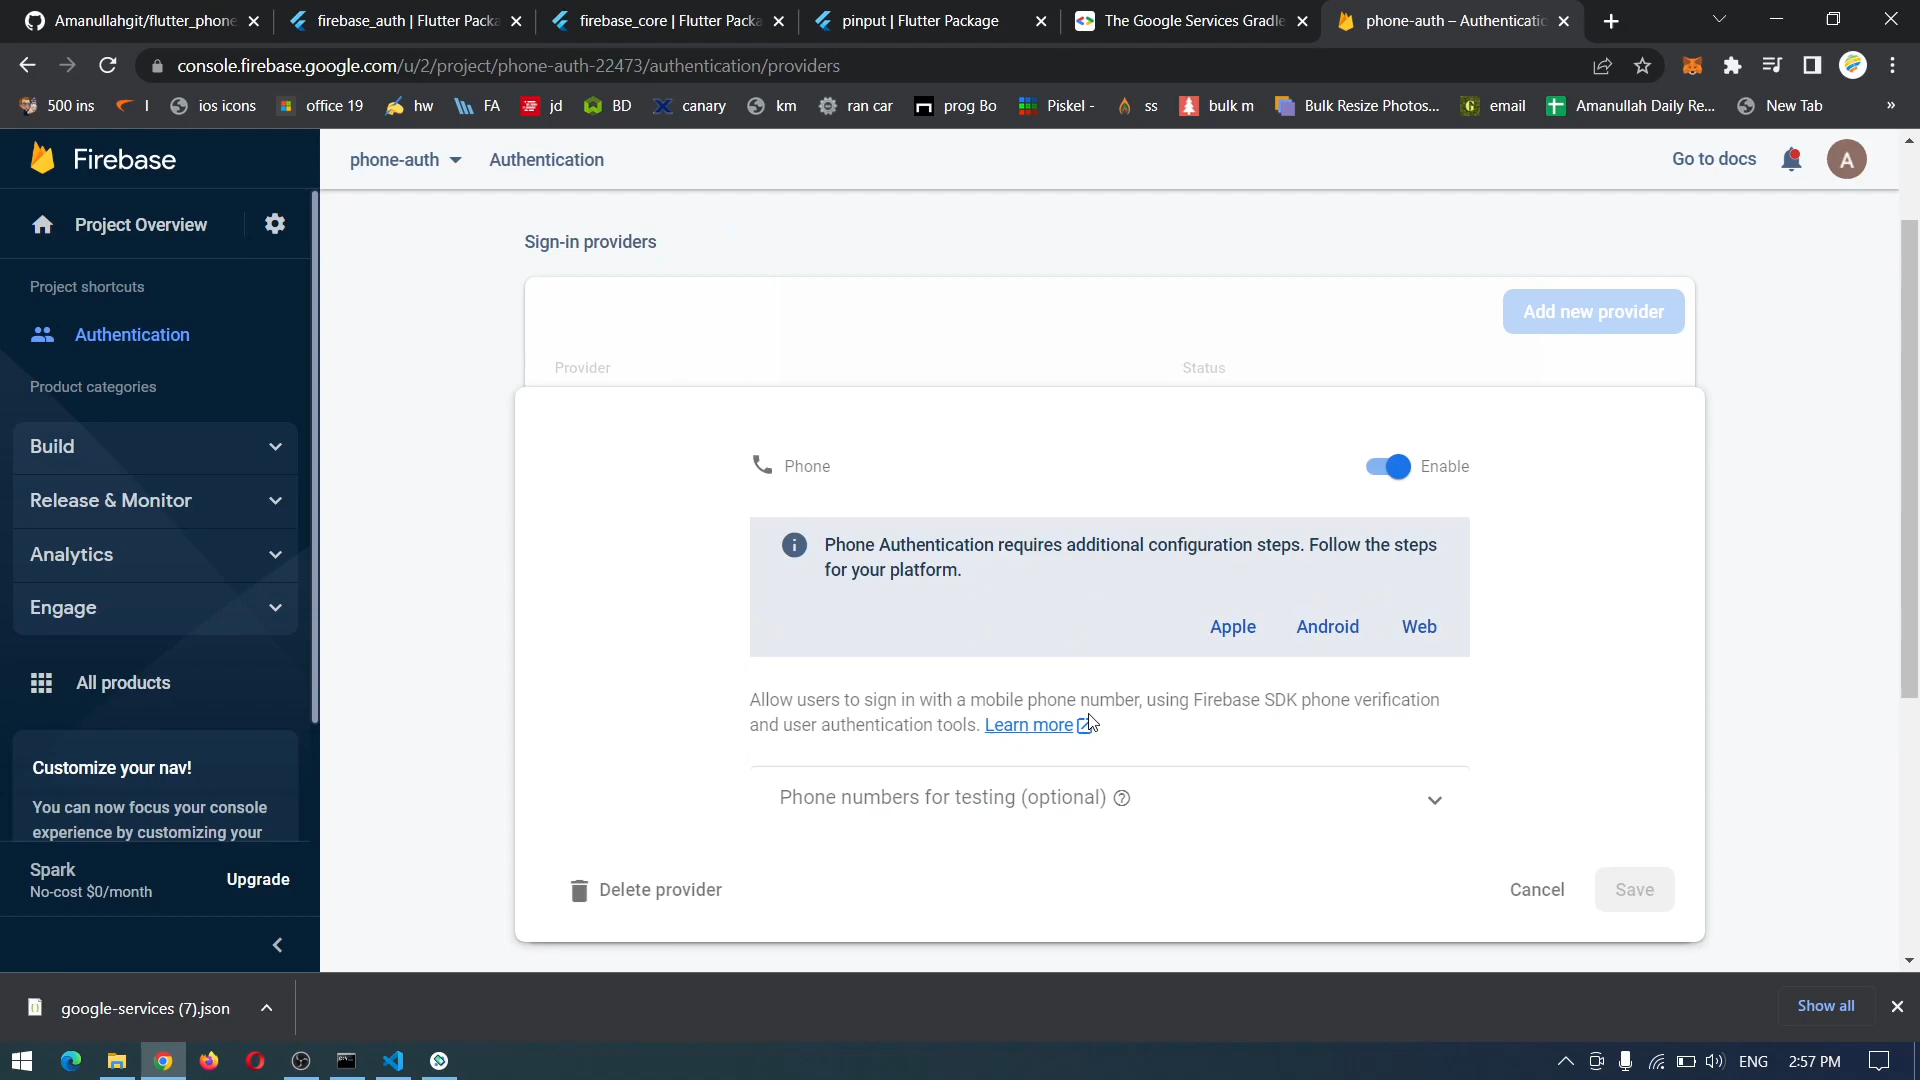 Amanullahgit/flutter_phone
firebase_auth | Flutter Packa
firebase_core | Flutter Packa
pinput | Flutter Package
The Google Services Gradle
phone-auth – Authenticatic
console.firebase.google.com/u/2/project/phone-auth-22473/authentication/providers
500 ins
I
ios icons
office 19
hw
FA
jd
BD
canary
km
ran car
prog Bo
Piskel -
ss
bulk m
Bulk Resize Photos...
email
Amanullah Daily Re...
New Tab
»
Firebase
phone-auth
Authentication
Go to docs
A
Project Overview
Project shortcuts
Authentication
Product categories
Build
Release & Monitor
Analytics
Engage
All products
Customize your nav!
You can now focus your console
experience by customizing your
Spark
No-cost $0/month
Upgrade
Sign-in providers
Add new provider
Provider
Status
Phone
Enable
Phone Authentication requires additional configuration steps. Follow the steps
for your platform.
Apple
Android
Web
Allow users to sign in with a mobile phone number, using Firebase SDK phone verification
and user authentication tools. Learn more
Phone numbers for testing (optional)
Delete provider
Cancel
Save
google-services (7).json
Show all
ENG
2:57 PM